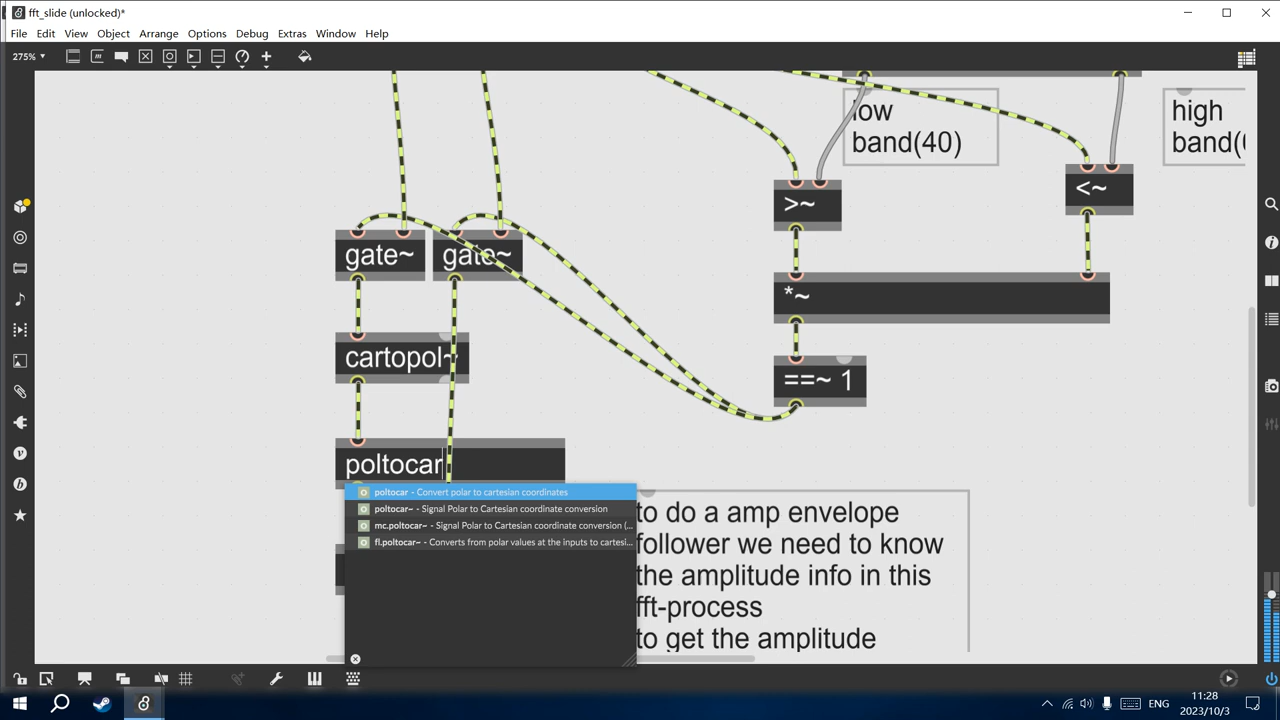 fft_slide (unlocked)*
File Edit View Object Arrange Options Debug Extras Window Help
275%
low
band(40)
high
>~
<~
gate~ gate~
*~
cartopol~
==~ 1
poltocar
poltocar - Convert polar to cartesian coordinates
poltocar~ - Signal Polar to Cartesian coordinate conversion
mc.poltocar~ - Signal Polar to Cartesian coordinate conversion (...
fl.poltocar~ - Converts from polar values at the inputs to cartesi...
to do a amp envelope
follower we need to know
the amplitude info in this
fft-process
to get the amplitude
ENG
11:28
2023/10/3